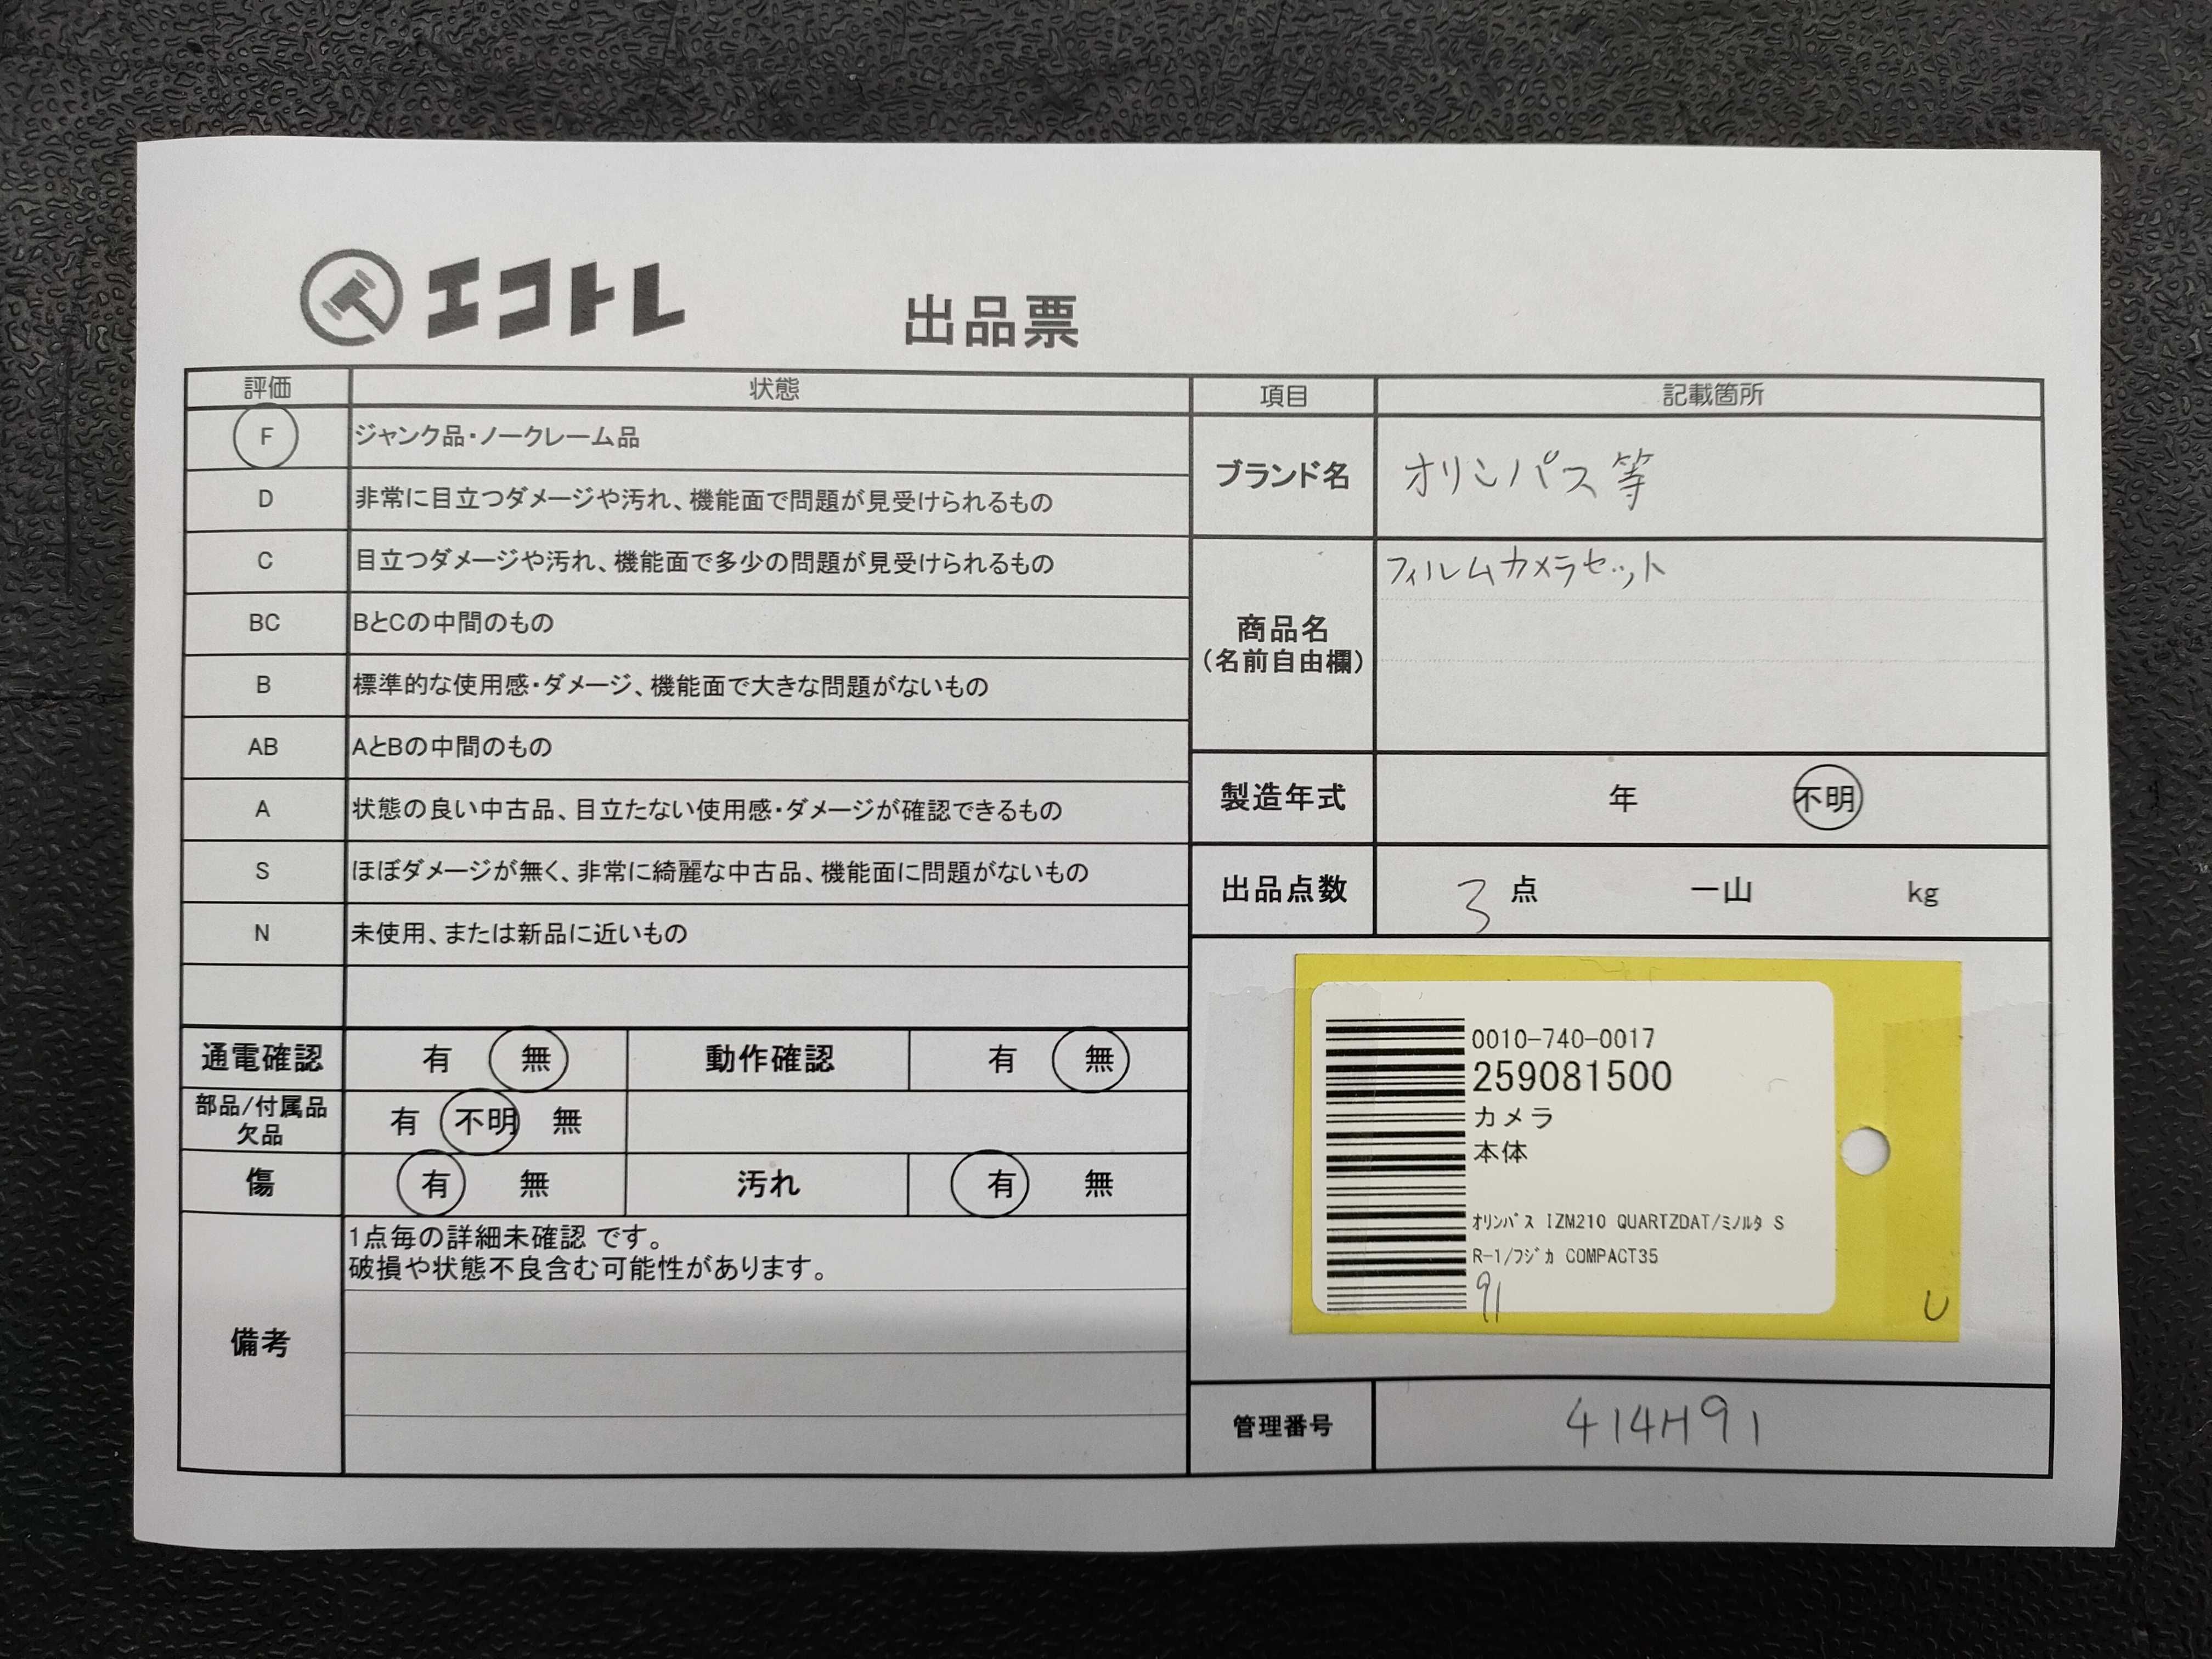 エコトレ
出品票
評価 状態
F ジャンク品・ノークレーム品
D 非常に目立つダメージや汚れ、機能面で問題が見受けられるもの
C 目立つダメージや汚れ、機能面で多少の問題が見受けられるもの
BC BとCの中間のもの
B 標準的な使用感・ダメージ、機能面で大きな問題がないもの
AB AとBの中間のもの
A 状態の良い中古品、目立たない使用感・ダメージが確認できるもの
S ほぼダメージが無く、非常に綺麗な中古品、機能面に問題がないもの
N 未使用、または新品に近いもの
通電確認 有 無 動作確認 有 無
部品/付属品
欠品
有 不明 無
傷 有 無 汚れ 有 無
備考
1点毎の詳細未確認 です。
破損や状態不良含む可能性があります。
項目 記載箇所
ブランド名 オリンパス等
商品名
(名前自由欄)
フィルムカメラセット
製造年式 年 不明
出品点数 3 点 一山 kg
0010-740-0017
259081500
カメラ
本体
ｵﾘﾝﾊﾟｽ IZM210 QUARTZDAT/ﾐﾉﾙﾀ S
R-1/ﾌｼﾞｶ COMPACT35
91
U
管理番号 414H91